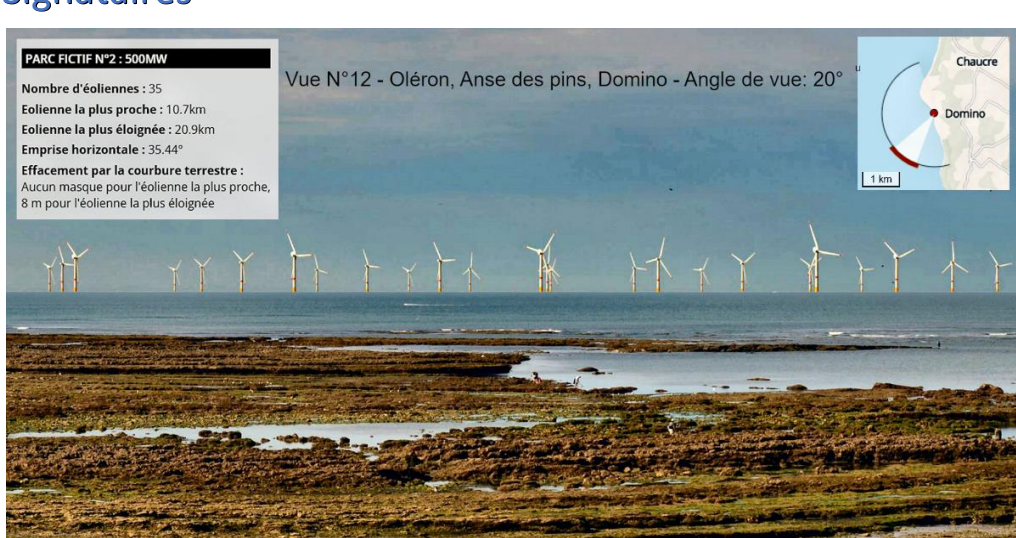 Signataires
PARC FICTIF N°2 : 500MW
Nombre d'éoliennes : 35
Eolienne la plus proche : 10.7km
Eolienne la plus éloignée : 20.9km
Emprise horizontale : 35.44°
Effacement par la courbure terrestre :
Aucun masque pour l'éolienne la plus proche,
8 m pour l'éolienne la plus éloignée
Vue N°12 - Oléron, Anse des pins, Domino - Angle de vue: 20°
Chaucre
Domino
1 km